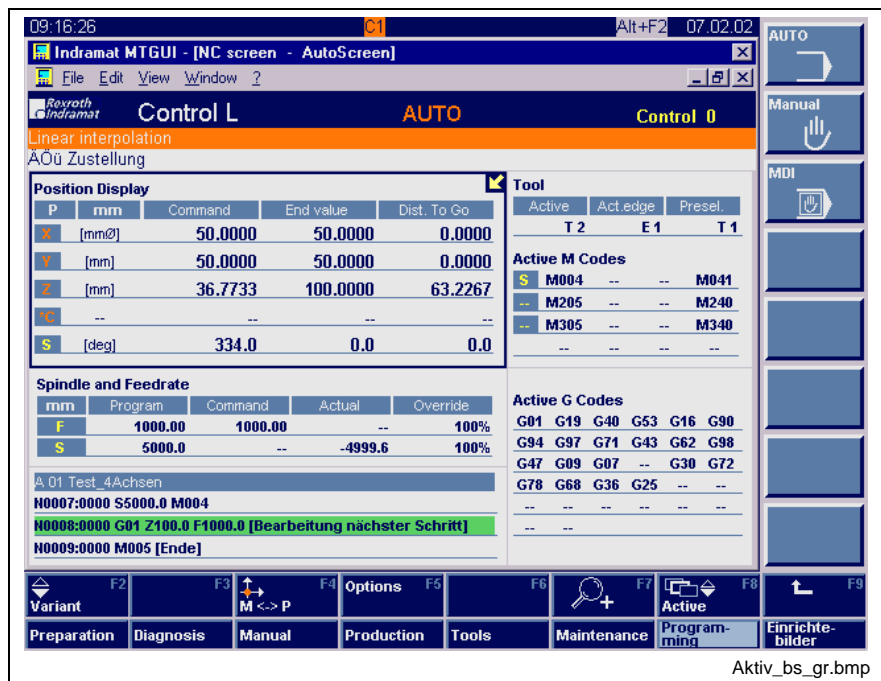 09:16:26 C1 Alt+F2 07.02.02
Indramat MTGUI - [NC screen - AutoScreen]
File Edit View Window ?
Rexroth Indramat Control L AUTO Control 0
Linear interpolation
ÄÖü Zustellung
Position Display
P mm Command End value Dist. To Go
X [mmØ] 50.0000 50.0000 0.0000
Y [mm] 50.0000 50.0000 0.0000
Z [mm] 36.7733 100.0000 63.2267
*C -- -- -- --
S [deg] 334.0 0.0 0.0
Tool
Active Act.edge Presel.
T 2 E 1 T 1
Active M Codes
S M004 -- -- M041
-- M205 -- -- M240
-- M305 -- -- M340
-- -- -- --
Spindle and Feedrate
mm Program Command Actual Override
F 1000.00 1000.00 -- 100%
S 5000.0 -- -4999.6 100%
Active G Codes
G01 G19 G40 G53 G16 G90
G94 G97 G71 G43 G62 G98
G47 G09 G07 -- G30 G72
G78 G68 G36 G25 -- --
-- -- -- -- -- --
-- --
A 01 Test_4Achsen
N0007:0000 S5000.0 M004
N0008:0000 G01 Z100.0 F1000.0 [Bearbeitung nächster Schritt]
N0009:0000 M005 [Ende]
AUTO
Manual
MDI
F2 F3 F4 Options F5 F6 F7 F8 F9
Variant M <-> P Active
Preparation Diagnosis Manual Production Tools Maintenance Program-ming Einrichte-bilder
Aktiv_bs_gr.bmp